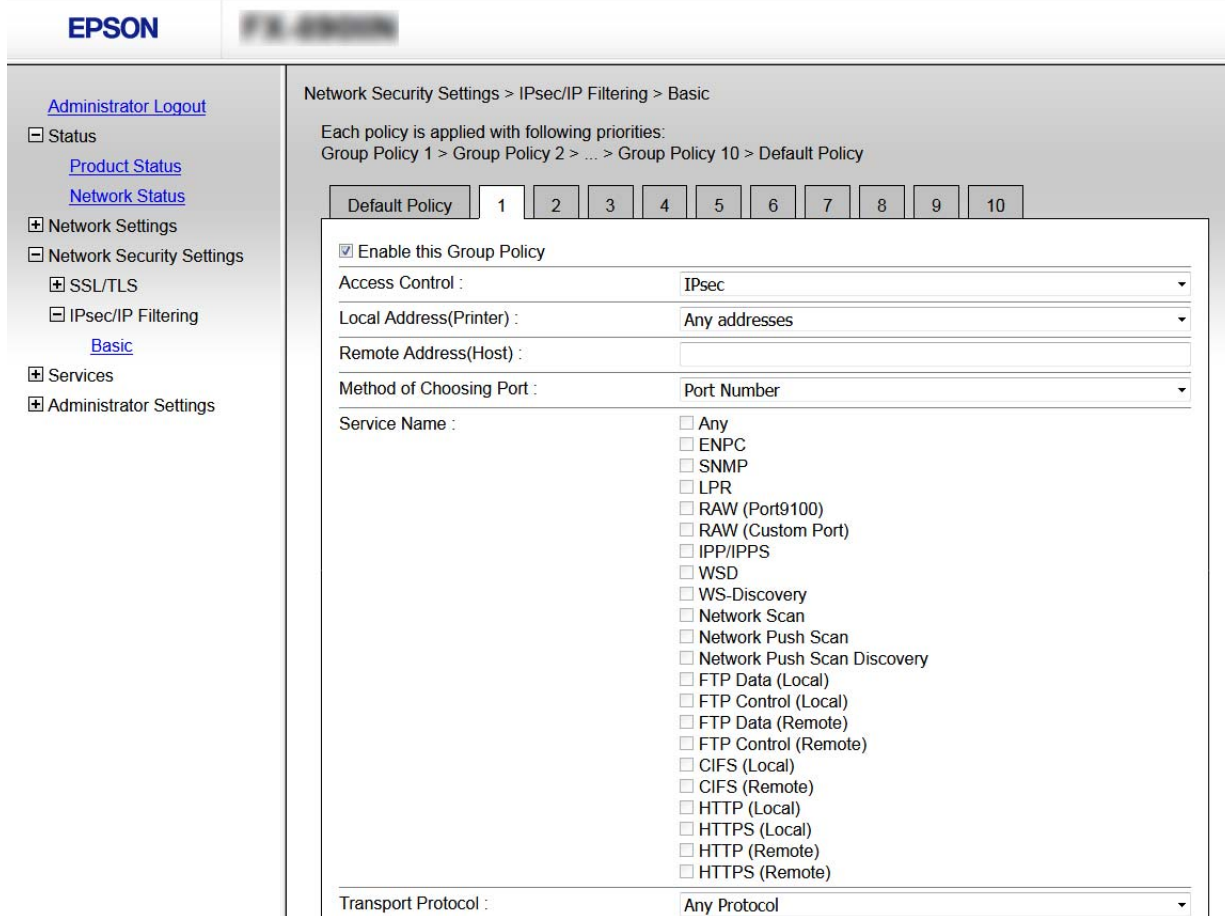 EPSON
Administrator Logout
Status
Product Status
Network Status
Network Settings
Network Security Settings
SSL/TLS
IPsec/IP Filtering
Basic
Services
Administrator Settings
Network Security Settings > IPsec/IP Filtering > Basic
Each policy is applied with following priorities:
Group Policy 1 > Group Policy 2 > ... > Group Policy 10 > Default Policy
Default Policy 1 2 3 4 5 6 7 8 9 10
Enable this Group Policy
Access Control : IPsec
Local Address(Printer) : Any addresses
Remote Address(Host) :
Method of Choosing Port : Port Number
Service Name : Any
ENPC
SNMP
LPR
RAW (Port9100)
RAW (Custom Port)
IPP/IPPS
WSD
WS-Discovery
Network Scan
Network Push Scan
Network Push Scan Discovery
FTP Data (Local)
FTP Control (Local)
FTP Data (Remote)
FTP Control (Remote)
CIFS (Local)
CIFS (Remote)
HTTP (Local)
HTTPS (Local)
HTTP (Remote)
HTTPS (Remote)
Transport Protocol : Any Protocol